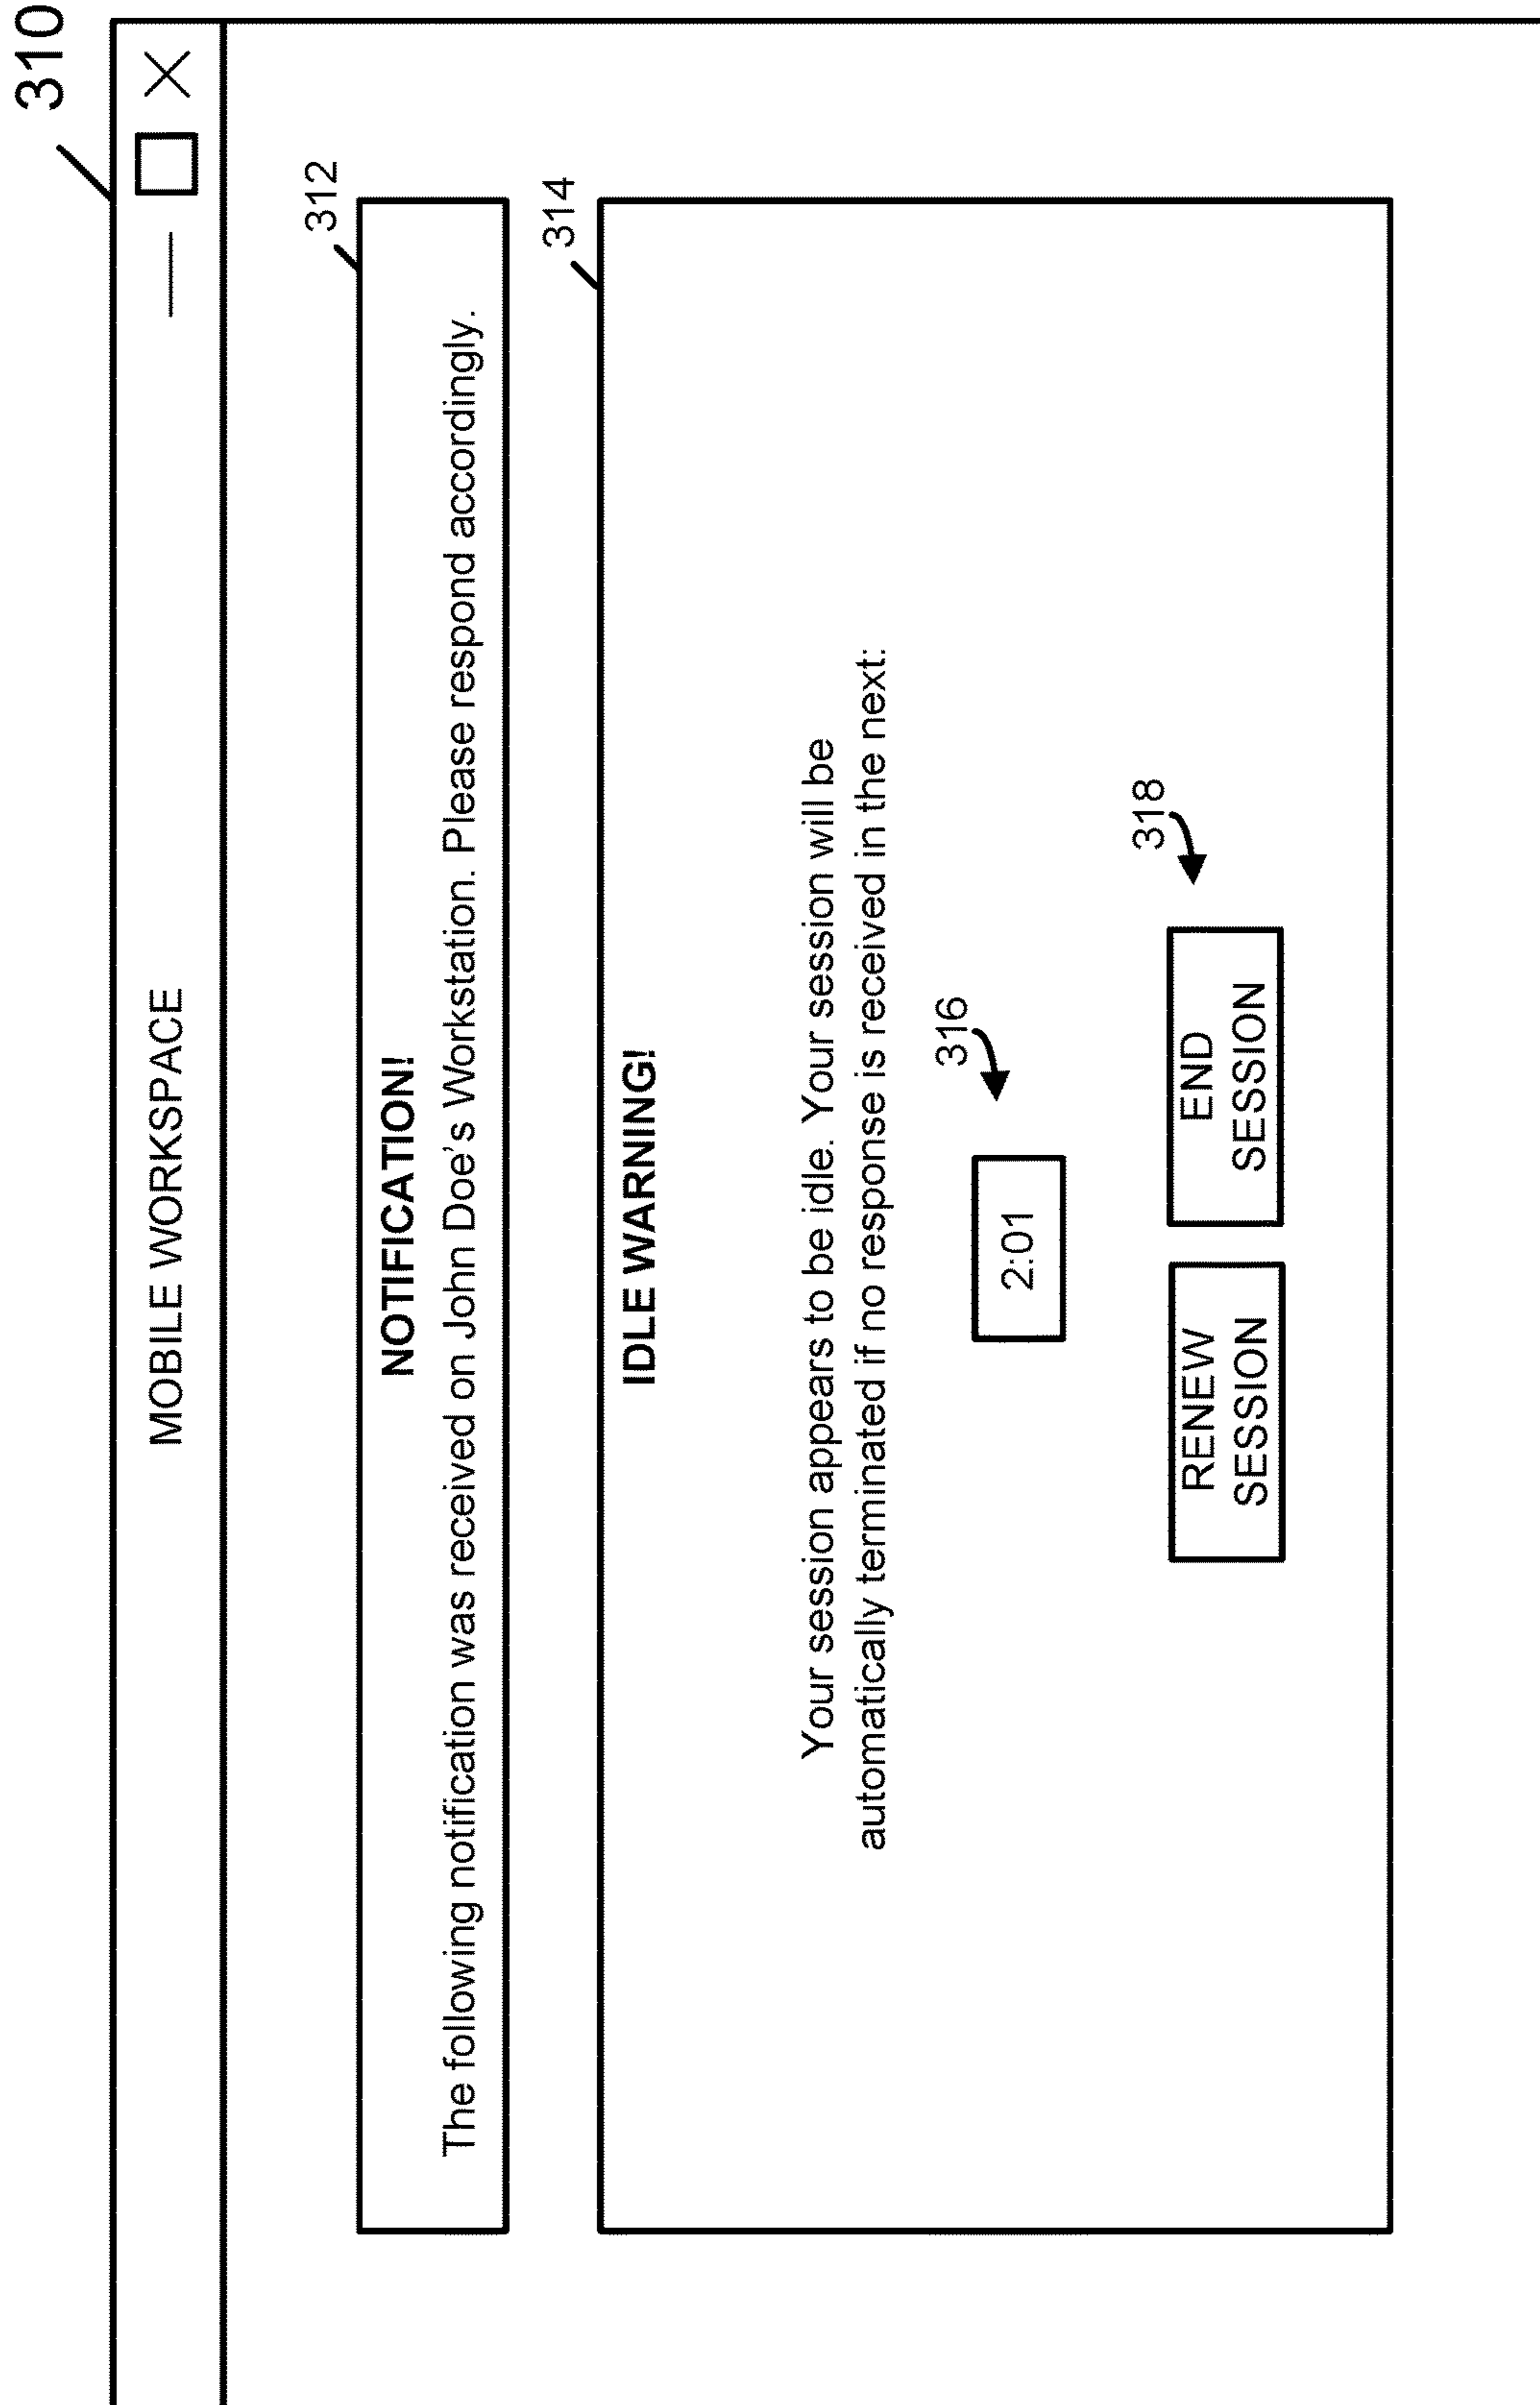 310
MOBILE WORKSPACE
312
NOTIFICATION!
The following notification was received on John Doe's Workstation. Please respond accordingly.
314
IDLE WARNING!
Your session appears to be idle. Your session will be
automatically terminated if no response is received in the next:
316
2:01
318
RENEW
SESSION
END
SESSION